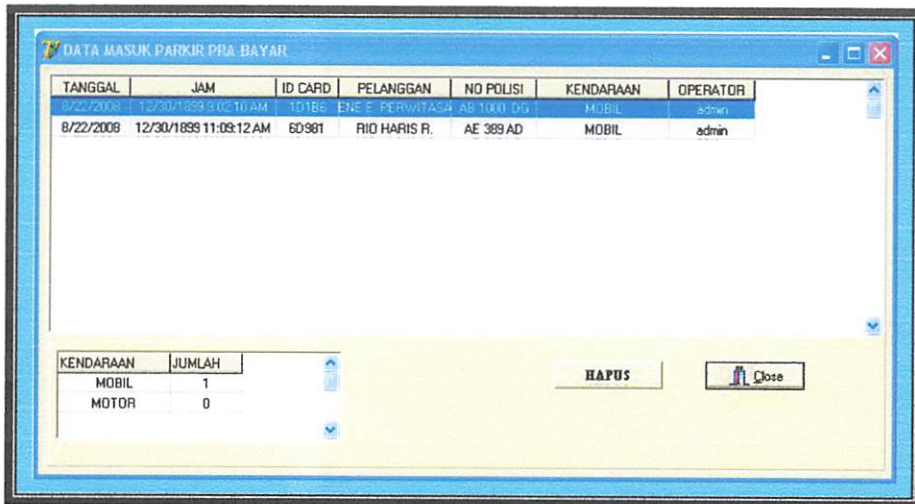 DATA MASUK PARKIR PRA-BAYAR
TANGGAL JAM ID CARD PELANGGAN NO POLISI KENDARAAN OPERATOR
8/22/2008 12/30/1899 8:02:10 AM 1D1B6 ENE E. PERWITASA AB 1000 DG MOBIL admin
8/22/2008 12/30/1899 11:09:12 AM 6D981 RIO HARIS R. AE 389 AD MOBIL admin
KENDARAAN JUMLAH
MOBIL 1
MOTOR 0
HAPUS
Close